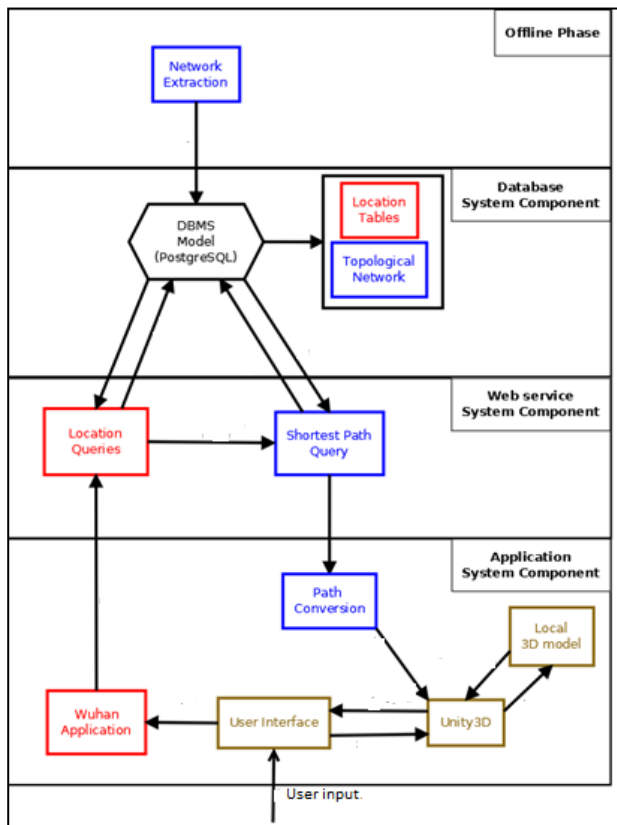 Offline Phase
Network
Extraction
Database
System Component
Location
Tables
DBMS
Model
(PostgreSQL)
Topological
Network
Web service
System Component
Location
Queries
Shortest Path
Query
Application
System Component
Path
Conversion
Local
3D model
Wuhan
Application
User Interface
Unity3D
User input.